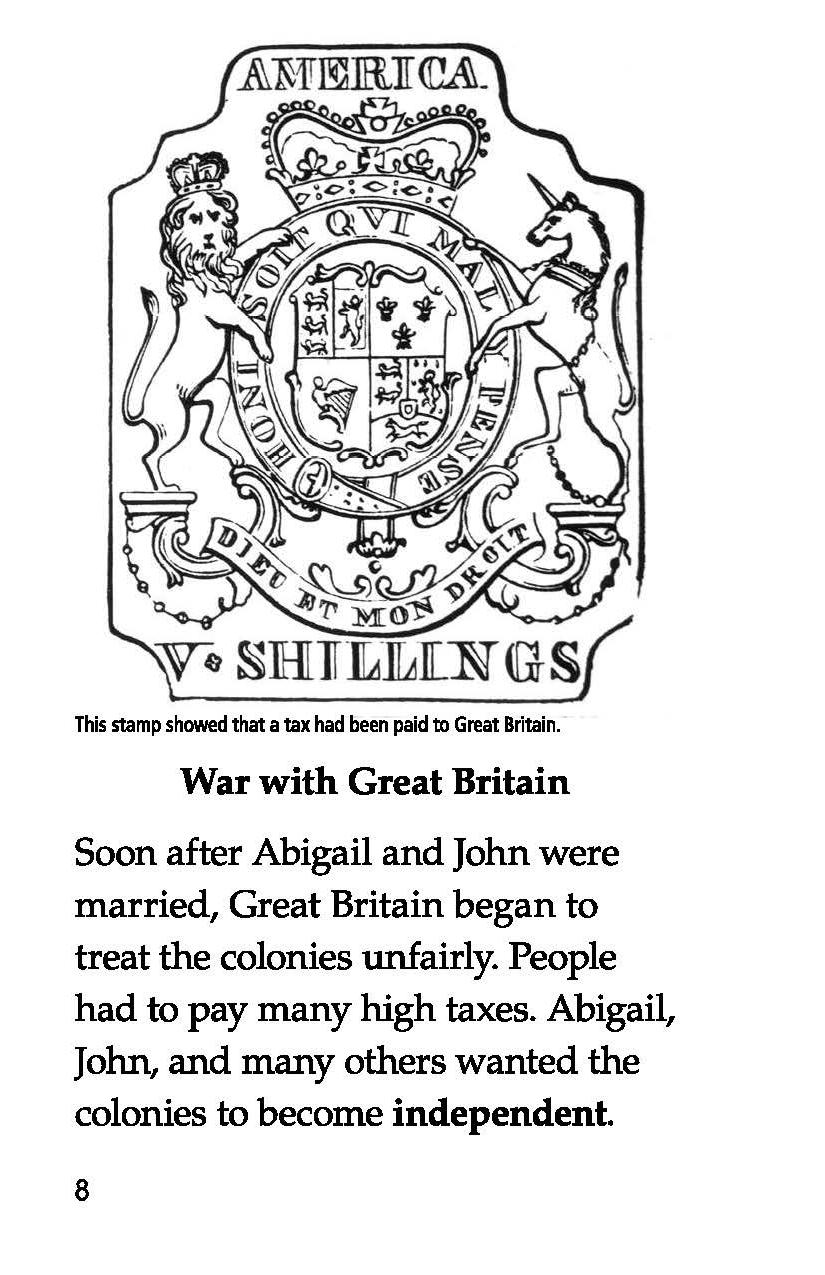 AMERICA.
HONI SOIT QVI MAL Y PENSE
DIEU ET MON DROIT
V SHILLINGS
This stamp showed that a tax had been paid to Great Britain.
War with Great Britain
Soon after Abigail and John were
married, Great Britain began to
treat the colonies unfairly. People
had to pay many high taxes. Abigail,
John, and many others wanted the
colonies to become independent.
8